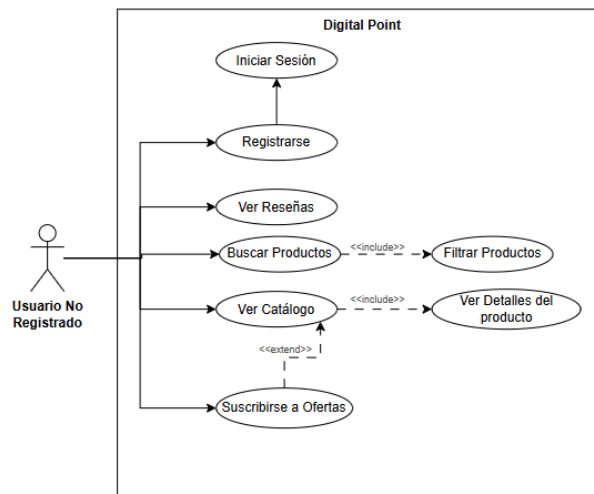 Digital Point
Iniciar Sesión
Registrarse
Ver Reseñas
Buscar Productos
<<include>>
Filtrar Productos
Usuario No
Registrado
Ver Catálogo
<<include>>
Ver Detalles del
producto
<<extend>>
Suscribirse a Ofertas